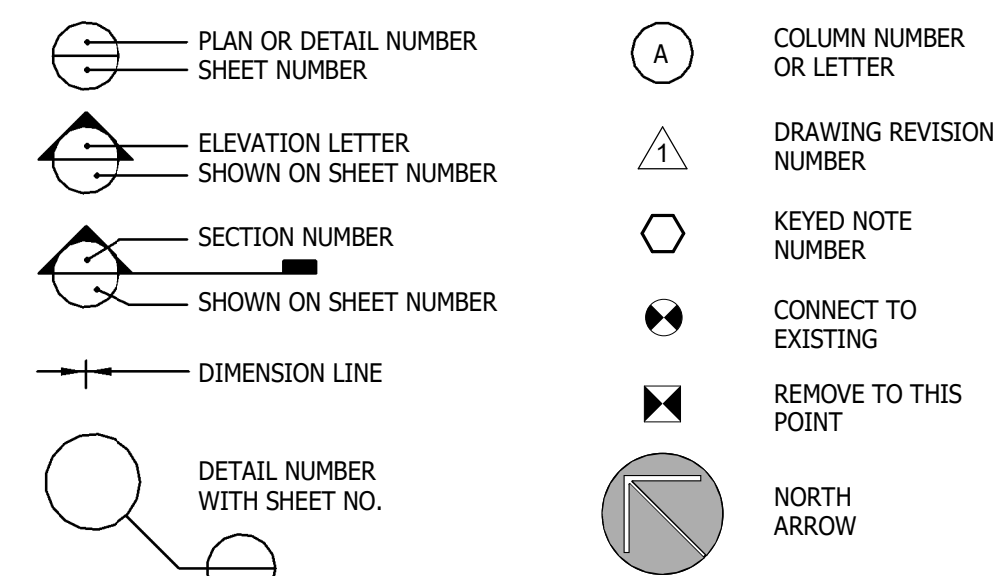 PLAN OR DETAIL NUMBER
SHEET NUMBER
ELEVATION LETTER
SHOWN ON SHEET NUMBER
SECTION NUMBER
SHOWN ON SHEET NUMBER
DIMENSION LINE
DETAIL NUMBER
WITH SHEET NO.
A
COLUMN NUMBER
OR LETTER
1
DRAWING REVISION
NUMBER
KEYED NOTE
NUMBER
CONNECT TO
EXISTING
REMOVE TO THIS
POINT
NORTH
ARROW